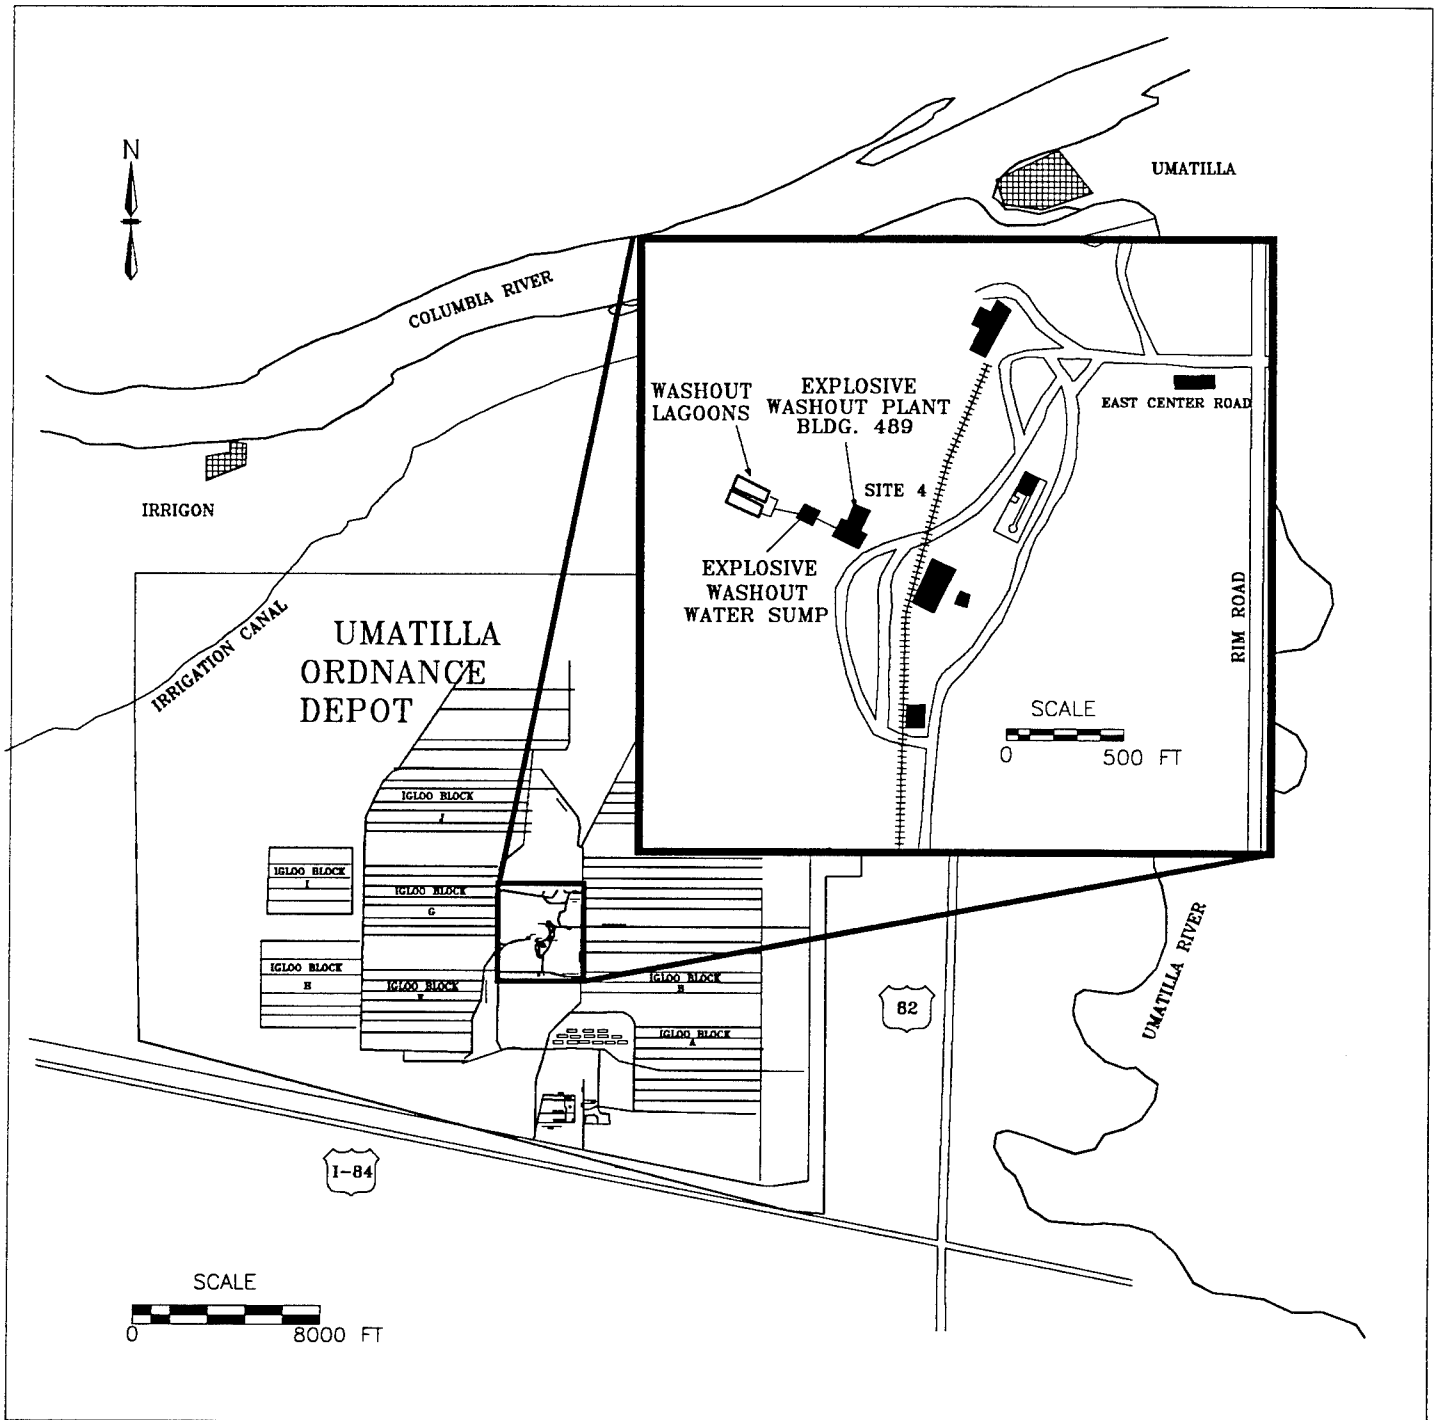 N
UMATILLA
COLUMBIA RIVER
WASHOUT
LAGOONS
EXPLOSIVE
WASHOUT PLANT
BLDG. 489
EAST CENTER ROAD
SITE 4
IRRIGON
EXPLOSIVE
WASHOUT
WATER SUMP
RIM ROAD
IRRIGATION CANAL
UMATILLA
ORDNANCE
DEPOT
SCALE
0 500 FT
IGLOO BLOCK
J
IGLOO BLOCK
I
IGLOO BLOCK
G
IGLOO BLOCK
H
IGLOO BLOCK
IGLOO BLOCK
B
IGLOO BLOCK
A
82
UMATILLA RIVER
I-84
SCALE
0 8000 FT